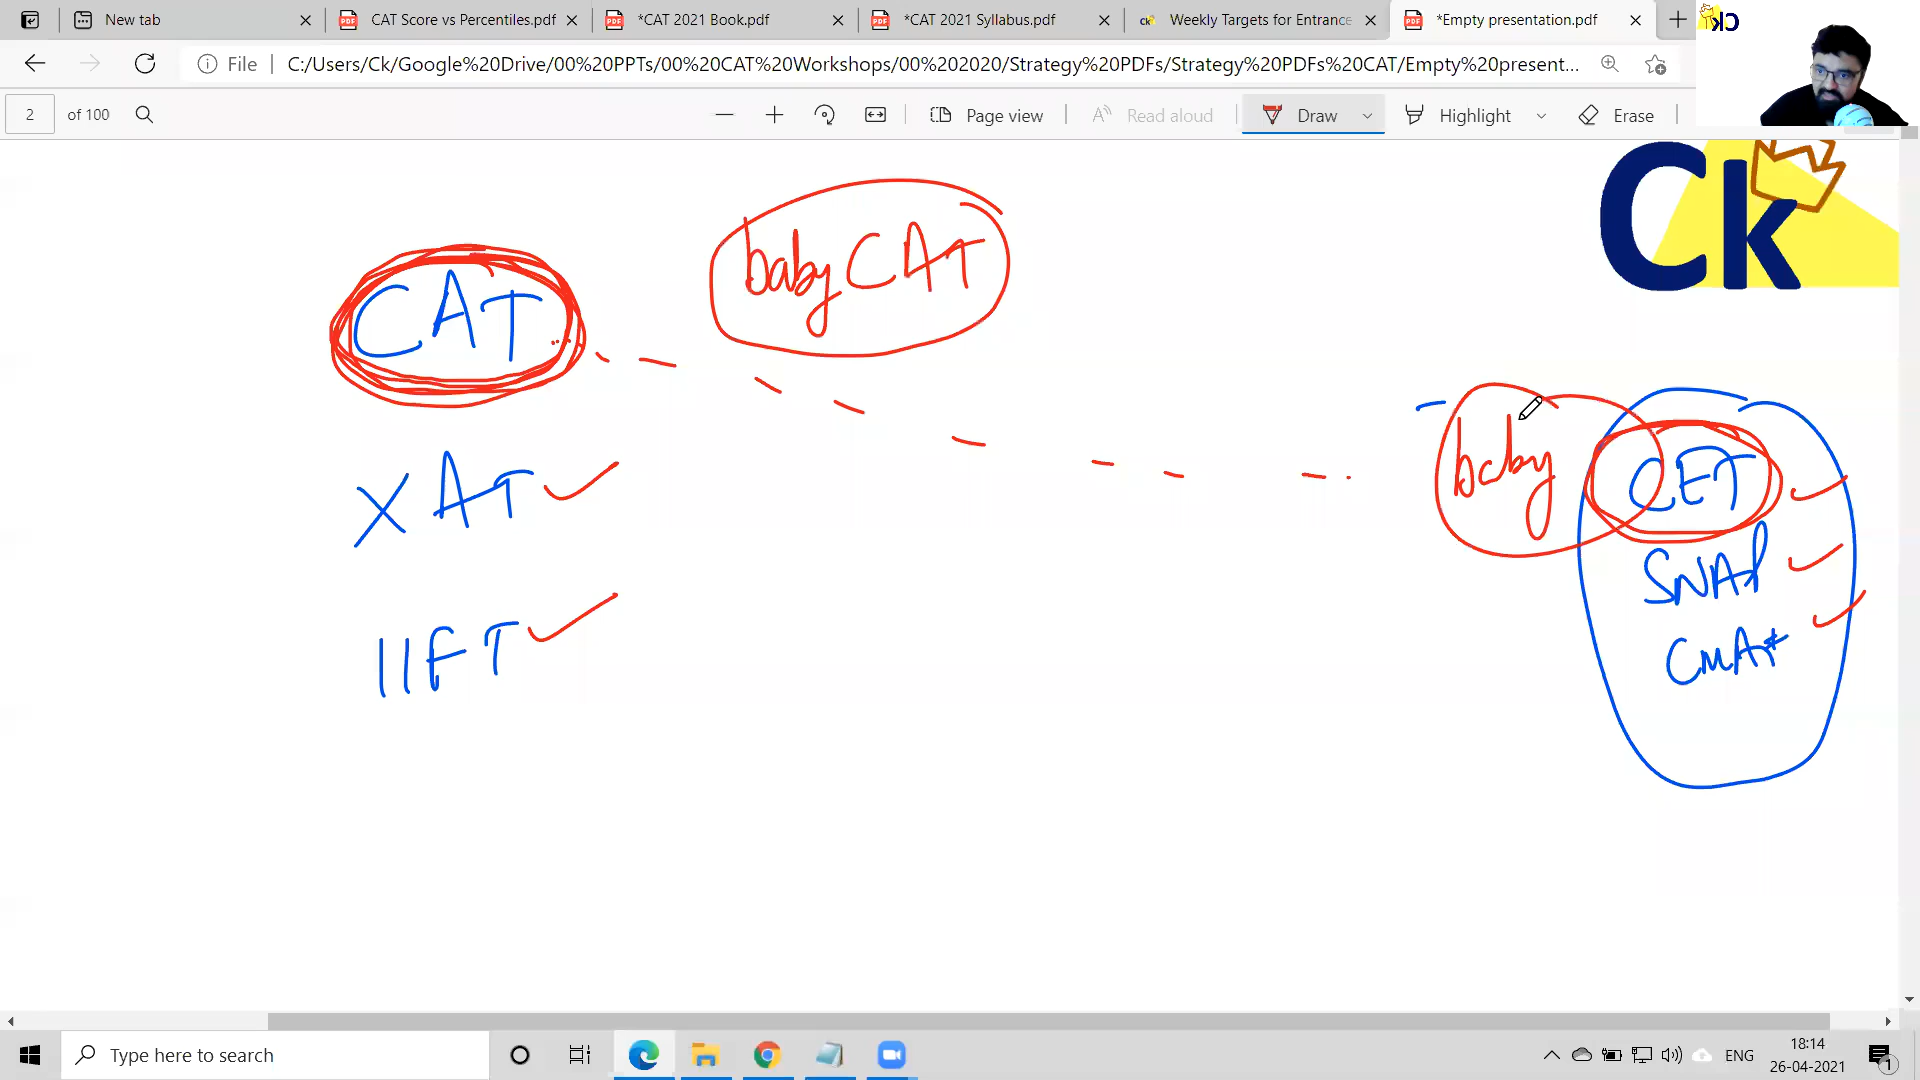 New tab
CAT Score vs Percentiles.pdf
*CAT 2021 Book.pdf
*CAT 2021 Syllabus.pdf
Ck Weekly Targets for Entrance
*Empty presentation.pdf
Ck
File C:/Users/Ck/Google%20Drive/00%20PPTs/00%20CAT%20Workshops/00%202020/Strategy%20PDFs/Strategy%20PDFs%20CAT/Empty%20present...
2 of 100 Page view Read aloud Draw Highlight Erase
Ck
baby CAT
CAT
baby CET
XAT
SNAP
IIFT
CMAT
Type here to search
ENG
18:14
26-04-2021
1